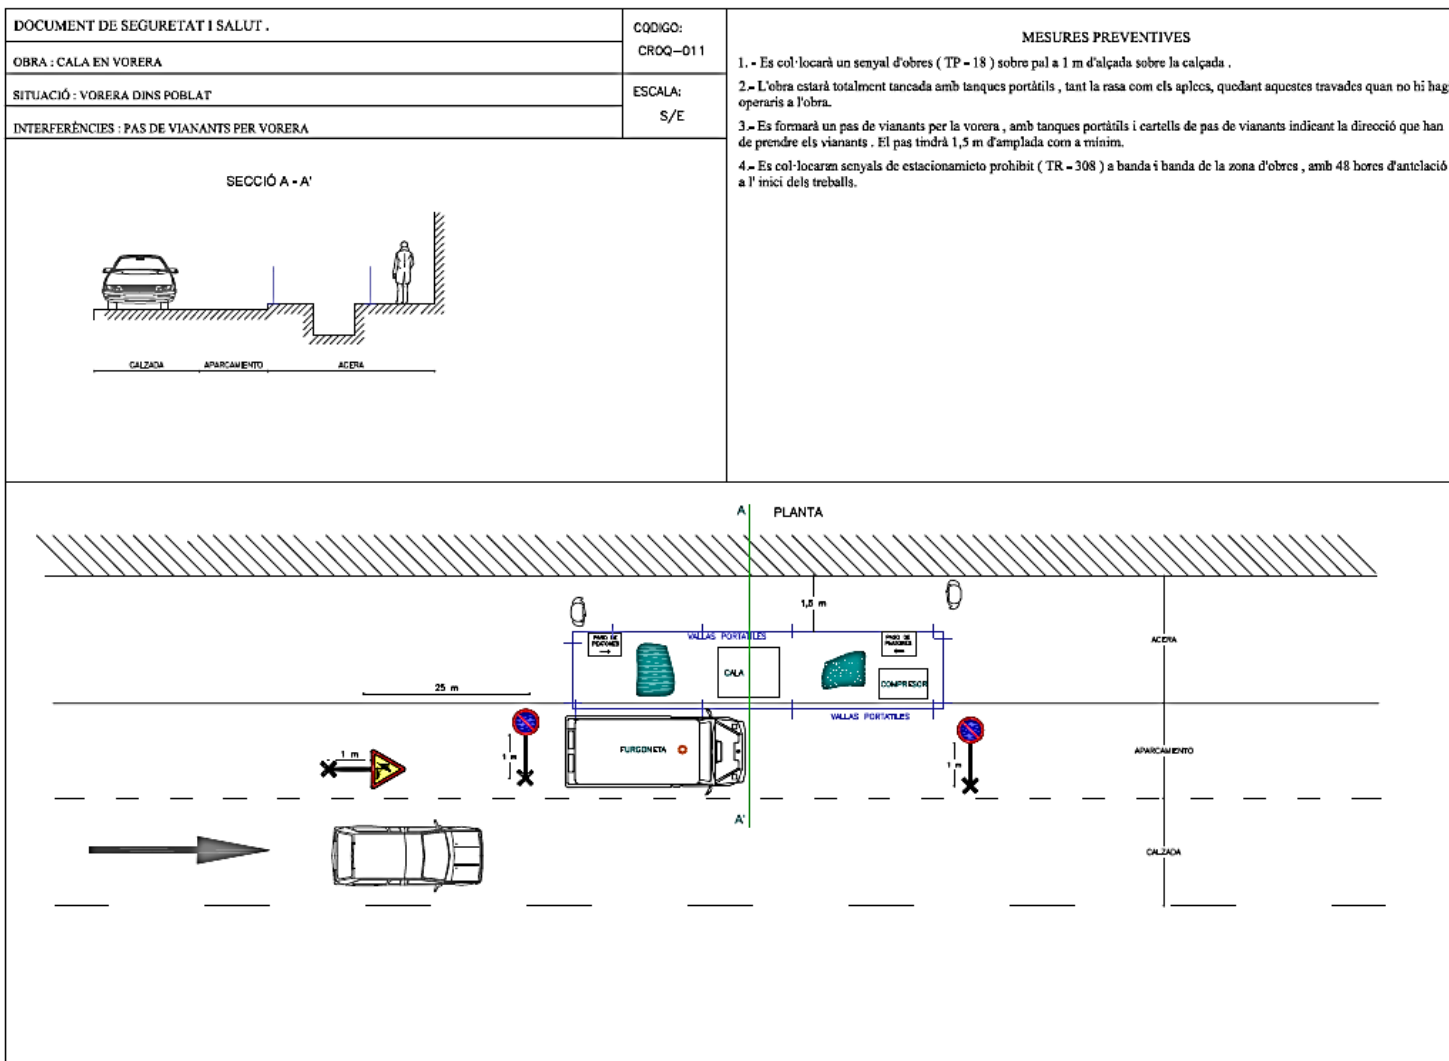 DOCUMENT DE SEGURETAT I SALUT .
OBRA : CALA EN VORERA
SITUACIÓ : VORERA DINS POBLAT
INTERFERÈNCIES : PAS DE VIANANTS PER VORERA
CODIGO:
CROQ-011
ESCALA:
S/E
MESURES PREVENTIVES
1. - Es col·locarà un senyal d'obres ( TP - 18 ) sobre pal a 1 m d'alçada sobre la calçada .
2.- L'obra estarà totalment tancada amb tanques portàtils , tant la rasa com els aplecs, quedant aquestes travades quan no hi hag
operaris a l'obra.
3.- Es formarà un pas de vianants per la vorera , amb tanques portàtils i cartells de pas de vianants indicant la direcció que han
de prendre els vianants . El pas tindrà 1,5 m d'amplada com a mínim.
4.- Es col·locaran senyals de estacionamieto prohibit ( TR - 308 ) a banda i banda de la zona d'obres , amb 48 hores d'antelació
a l' inici dels treballs.
SECCIÓ A - A'
CALZADA
APARCAMIENTO
ACERA
A
PLANTA
1,5 m
VALLAS PORTATILES
PASO DE
PEATONES
PASO DE
PEATONES
CALA
COMPRESOR
ACERA
25 m
VALLAS PORTATILES
1 m
1 m
FURGONETA
1 m
APARCAMIENTO
A'
CALZADA